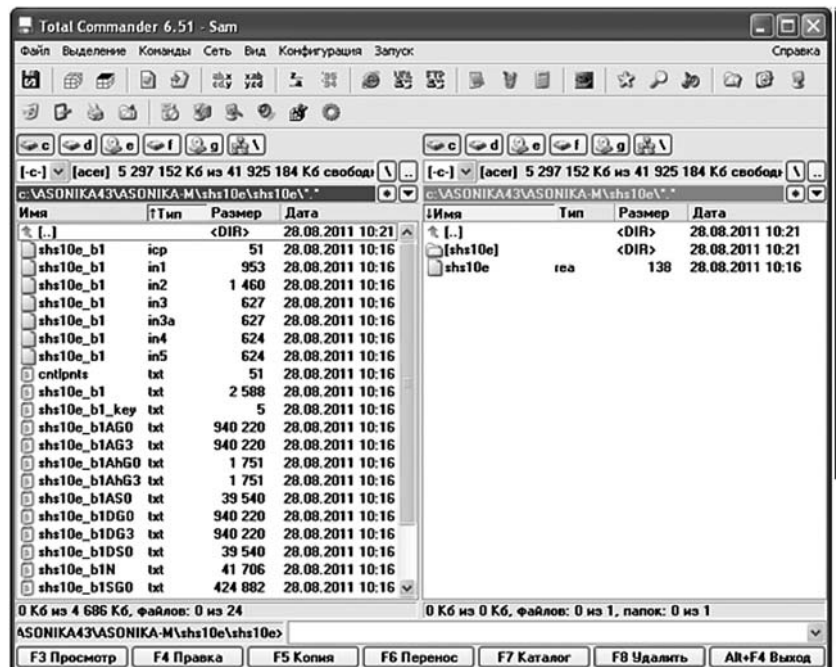 Total Commander 6.51 - Sam
Файл Выделение Команды Сеть Вид Конфигурация Запуск Справка
c d e f g \ c d e f g \
[-c-] [acer] 5 297 152 Кб из 41 925 184 Кб свободн \ .. [-c-] [acer] 5 297 152 Кб из 41 925 184 Кб свободн \ ..
c:\ASONIKA43\ASONIKA-M\shs10e\shs10e\*.* c:\ASONIKA43\ASONIKA-M\shs10e\*.*
Имя ↑Тип Размер Дата ↓Имя Тип Размер Дата
[..] <DIR> 28.08.2011 10:21 [..] <DIR> 28.08.2011 10:21
shs10e_b1 icp 51 28.08.2011 10:16 [shs10e] <DIR> 28.08.2011 10:21
shs10e_b1 in1 953 28.08.2011 10:16 shs10e rea 138 28.08.2011 10:16
shs10e_b1 in2 1 460 28.08.2011 10:16
shs10e_b1 in3 627 28.08.2011 10:16
shs10e_b1 in3a 627 28.08.2011 10:16
shs10e_b1 in4 624 28.08.2011 10:16
shs10e_b1 in5 624 28.08.2011 10:16
cntlpnts txt 51 28.08.2011 10:16
shs10e_b1 txt 2 588 28.08.2011 10:16
shs10e_b1_key txt 5 28.08.2011 10:16
shs10e_b1AG0 txt 940 220 28.08.2011 10:16
shs10e_b1AG3 txt 940 220 28.08.2011 10:16
shs10e_b1AhG0 txt 1 751 28.08.2011 10:16
shs10e_b1AhG3 txt 1 751 28.08.2011 10:16
shs10e_b1AS0 txt 39 540 28.08.2011 10:16
shs10e_b1DG0 txt 940 220 28.08.2011 10:16
shs10e_b1DG3 txt 940 220 28.08.2011 10:16
shs10e_b1DS0 txt 39 540 28.08.2011 10:16
shs10e_b1N txt 41 706 28.08.2011 10:16
shs10e_b1SG0 txt 424 882 28.08.2011 10:16
0 Кб из 4 686 Кб, файлов: 0 из 24 0 Кб из 0 Кб, файлов: 0 из 1, папок: 0 из 1
ASONIKA43\ASONIKA-M\shs10e\shs10e>
F3 Просмотр F4 Правка F5 Копия F6 Перенос F7 Каталог F8 Удалить Alt+F4 Выход